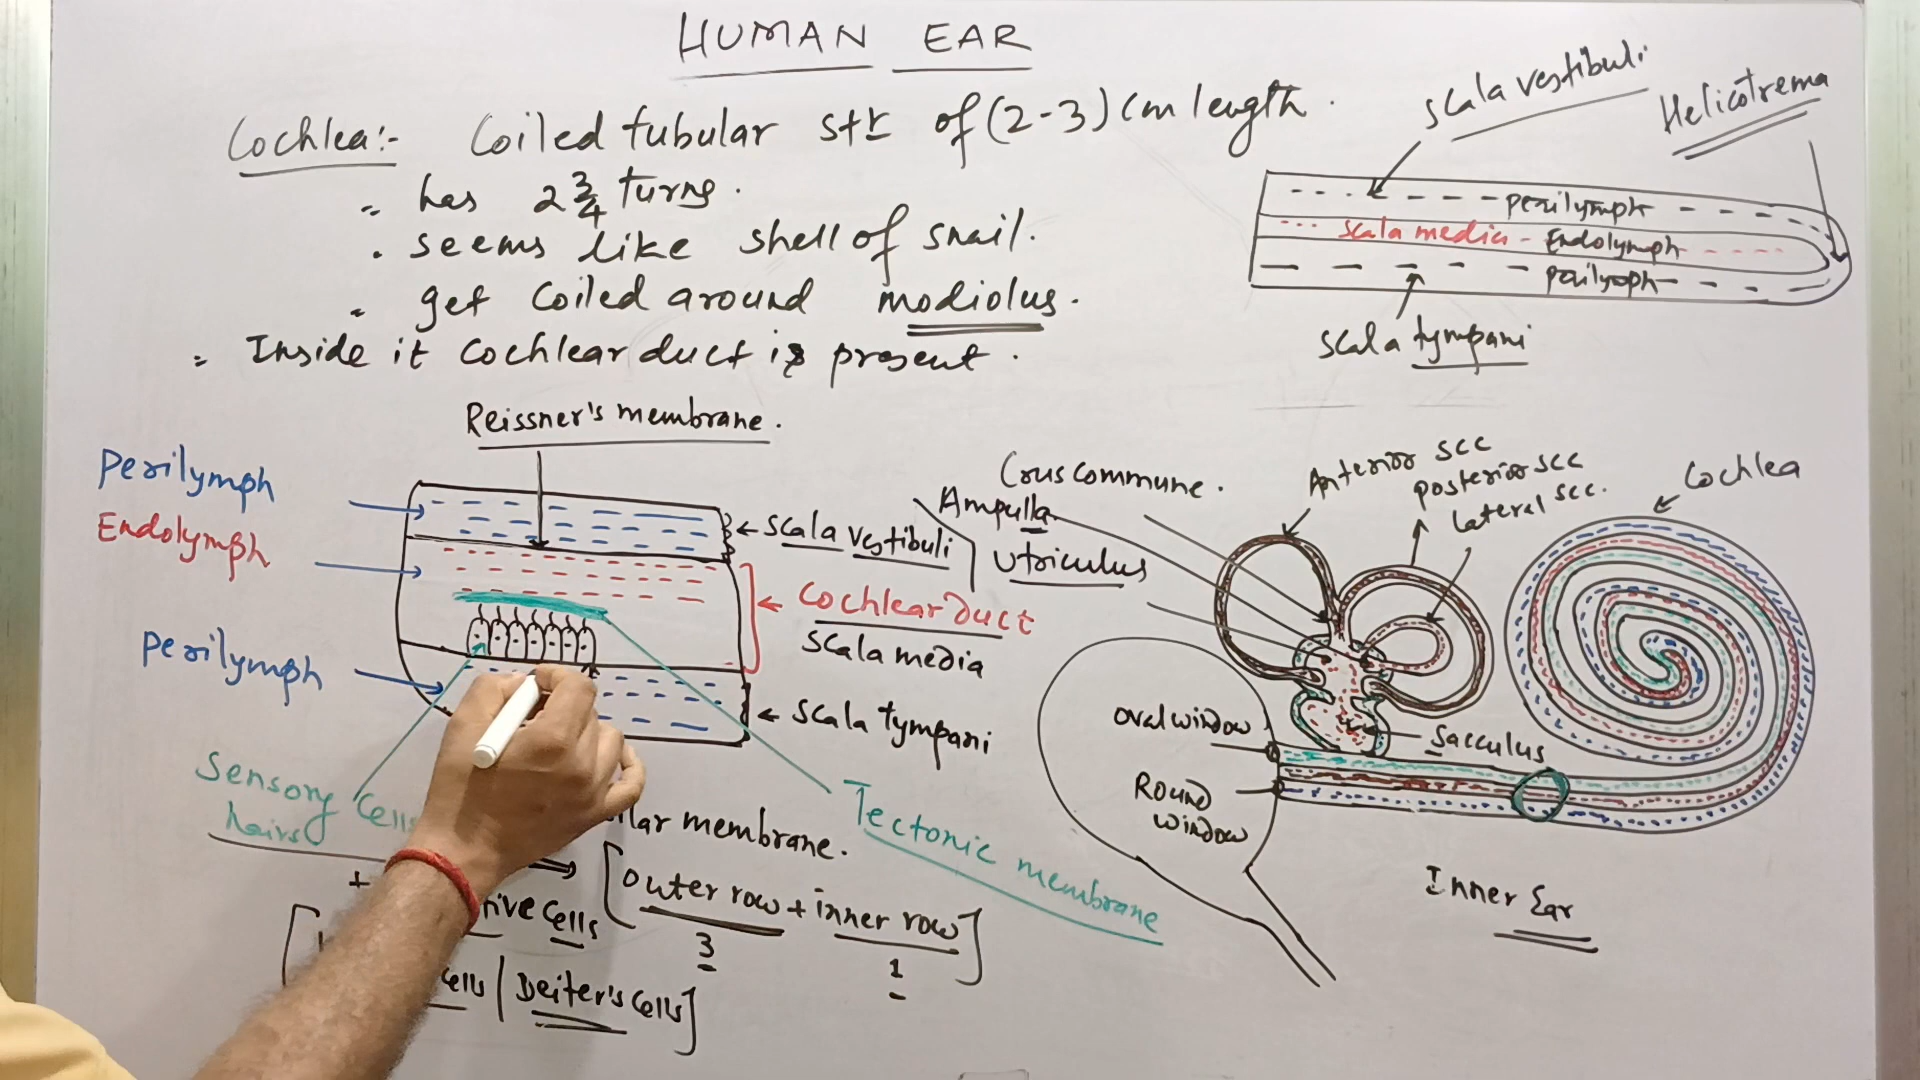 HUMAN EAR
Cochlea:- Coiled tubular str of (2-3) cm length.
has 2 3/4 turns.
seems like shell of snail.
get coiled around modiolus.
Inside it cochlear duct is present.
scala vestibuli
Helicotrema
perilymph
scala media - Endolymph
perilymph
scala tympani
Reissner's membrane.
Perilymph
Endolymph
Perilymph
scala vestibuli
Cochlear Duct
scala media
scala tympani
Sensory Cells
hairs
Tectonic membrane
membrane.
+
Cells
[outer row + inner row]
3
1
Cells | Deiter's Cells]
Crus commune.
Ampulla
Utriculus
Anterior SCC
posterior SCC
lateral SCC.
Cochlea
oval window
Sacculus
Round
window
Inner Ear